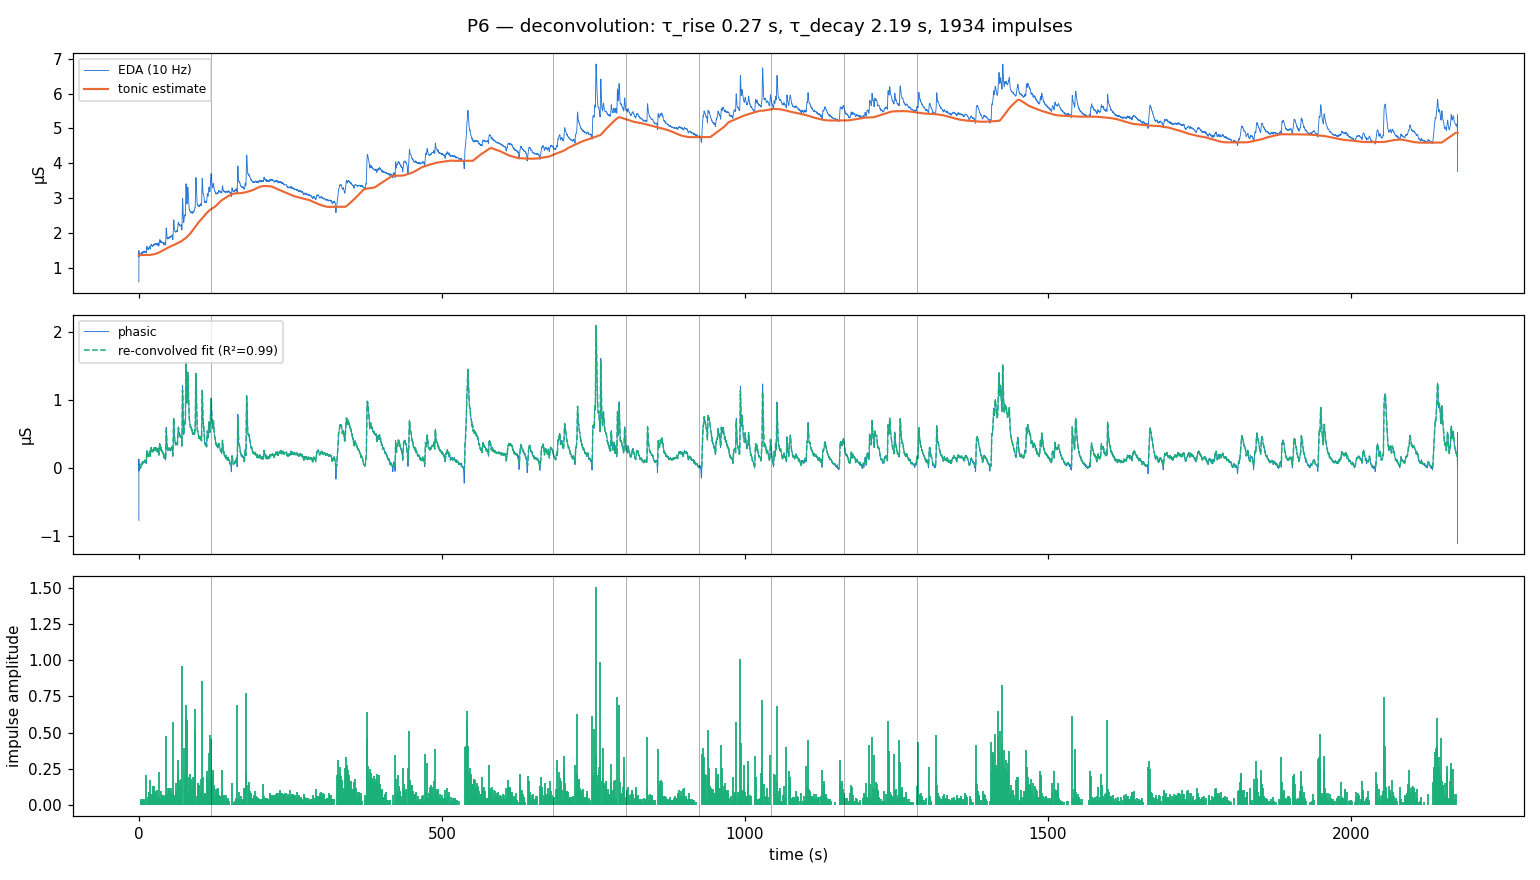 P6 — deconvolution: τ_rise 0.27 s, τ_decay 2.19 s, 1934 impulses
EDA (10 Hz)
tonic estimate
µS
7
6
5
4
3
2
1
phasic
re-convolved fit (R²=0.99)
µS
2
1
0
−1
impulse amplitude
1.50
1.25
1.00
0.75
0.50
0.25
0.00
0 500 1000 1500 2000
time (s)